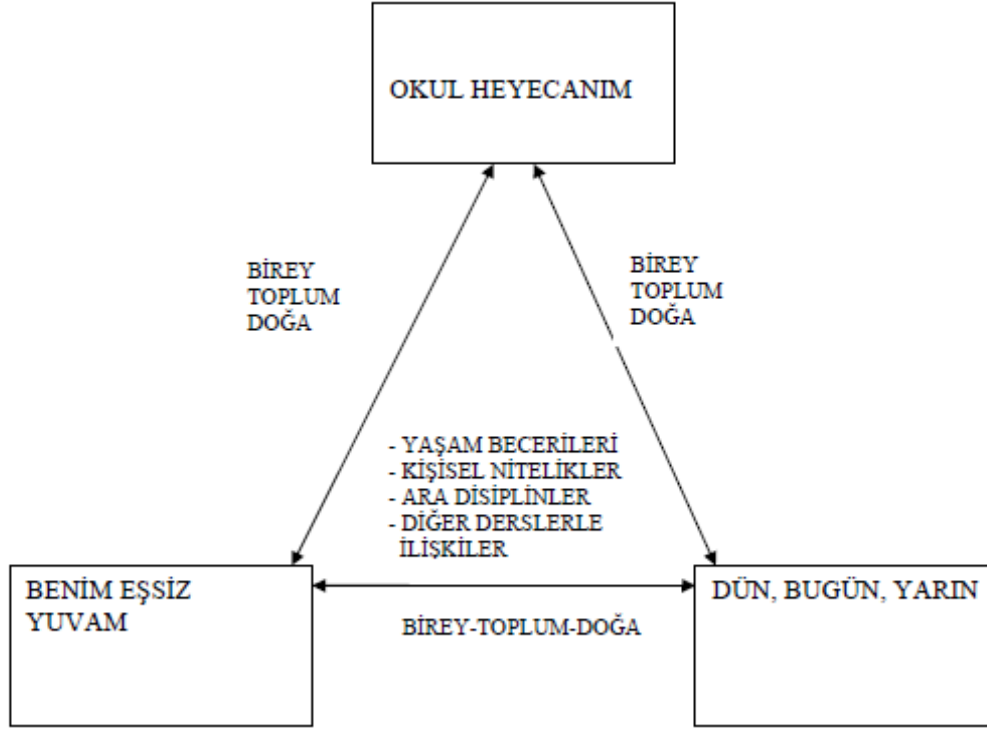 OKUL HEYECANIM
BİREY
TOPLUM
DOĞA
BİREY
TOPLUM
DOĞA
- YAŞAM BECERİLERİ
- KİŞİSEL NİTELİKLER
- ARA DİSİPLİNLER
- DİĞER DERSLERLE
İLİŞKİLER
BENİM EŞSİZ
YUVAM
BİREY-TOPLUM-DOĞA
DÜN, BUGÜN, YARIN